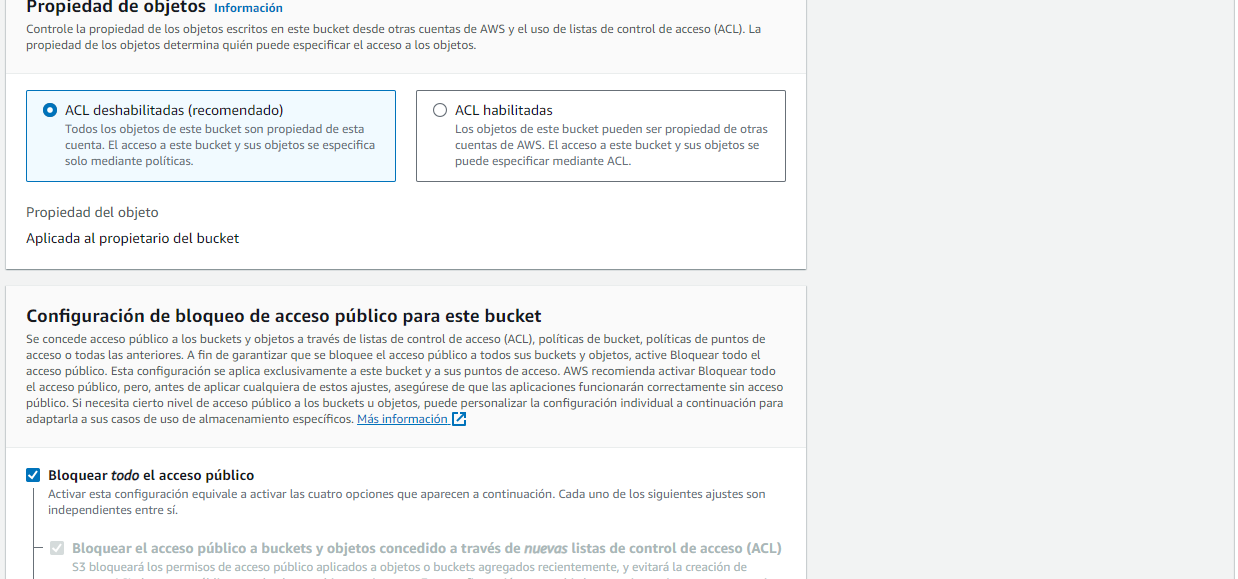 Propiedad de objetos Información
Controle la propiedad de los objetos escritos en este bucket desde otras cuentas de AWS y el uso de listas de control de acceso (ACL). La
propiedad de los objetos determina quién puede especificar el acceso a los objetos.
ACL deshabilitadas (recomendado)
Todos los objetos de este bucket son propiedad de esta
cuenta. El acceso a este bucket y sus objetos se especifica
solo mediante políticas.
ACL habilitadas
Los objetos de este bucket pueden ser propiedad de otras
cuentas de AWS. El acceso a este bucket y sus objetos se
puede especificar mediante ACL.
Propiedad del objeto
Aplicada al propietario del bucket
Configuración de bloqueo de acceso público para este bucket
Se concede acceso público a los buckets y objetos a través de listas de control de acceso (ACL), políticas de bucket, políticas de puntos de
acceso o todas las anteriores. A fin de garantizar que se bloquee el acceso público a todos sus buckets y objetos, active Bloquear todo el
acceso público. Esta configuración se aplica exclusivamente a este bucket y a sus puntos de acceso. AWS recomienda activar Bloquear todo
el acceso público, pero, antes de aplicar cualquiera de estos ajustes, asegúrese de que las aplicaciones funcionarán correctamente sin acceso
público. Si necesita cierto nivel de acceso público a los buckets u objetos, puede personalizar la configuración individual a continuación para
adaptarla a sus casos de uso de almacenamiento específicos. Más información
Bloquear todo el acceso público
Activar esta configuración equivale a activar las cuatro opciones que aparecen a continuación. Cada uno de los siguientes ajustes son
independientes entre sí.
Bloquear el acceso público a buckets y objetos concedido a través de nuevas listas de control de acceso (ACL)
S3 bloqueará los permisos de acceso público aplicados a objetos o buckets agregados recientemente, y evitará la creación de